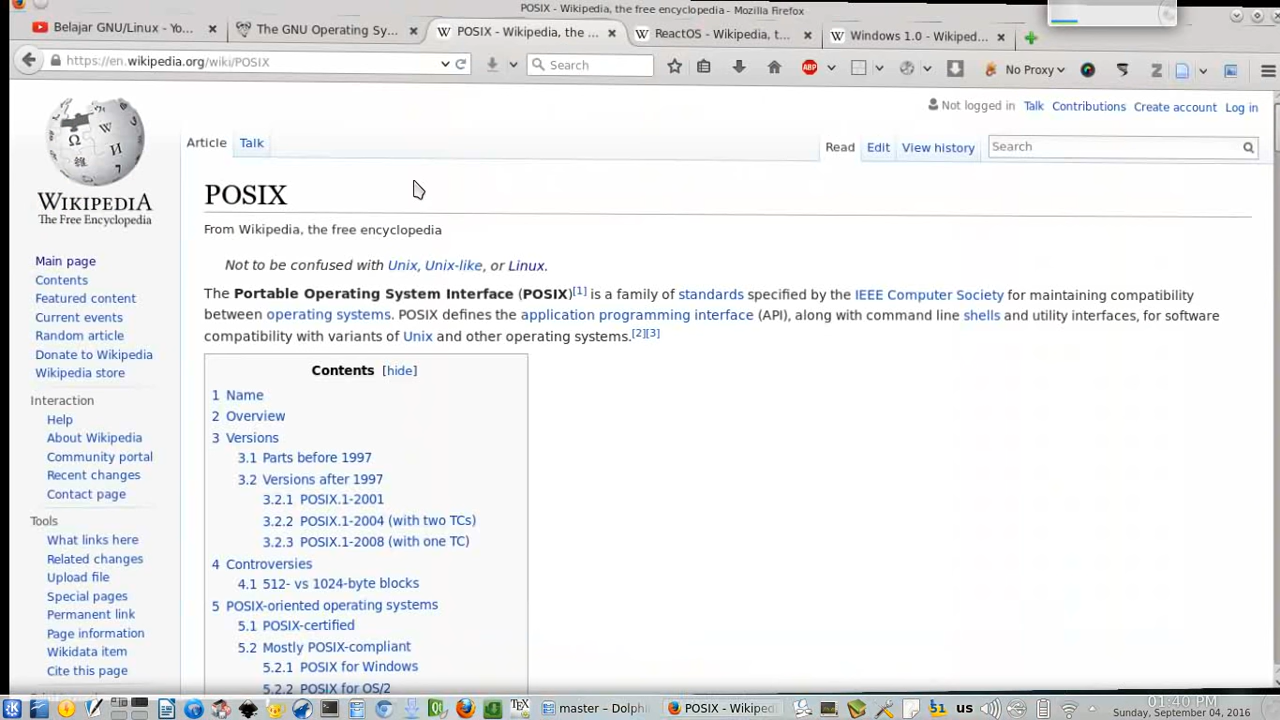 POSIX - Wikipedia, the free encyclopedia - Mozilla Firefox
Belajar GNU/Linux - Yo...
The GNU Operating Sy...
POSIX - Wikipedia, the ...
ReactOS - Wikipedia, t...
Windows 1.0 - Wikiped...
https://en.wikipedia.org/wiki/POSIX
Search
ABP
No Proxy
Not logged in Talk Contributions Create account Log in
Article Talk
Read Edit View history
Search
WIKIPEDIA
The Free Encyclopedia
Main page
Contents
Featured content
Current events
Random article
Donate to Wikipedia
Wikipedia store
Interaction
Help
About Wikipedia
Community portal
Recent changes
Contact page
Tools
What links here
Related changes
Upload file
Special pages
Permanent link
Page information
Wikidata item
Cite this page
POSIX
From Wikipedia, the free encyclopedia
Not to be confused with Unix, Unix-like, or Linux.
The Portable Operating System Interface (POSIX)[1] is a family of standards specified by the IEEE Computer Society for maintaining compatibility
between operating systems. POSIX defines the application programming interface (API), along with command line shells and utility interfaces, for software
compatibility with variants of Unix and other operating systems.[2][3]
Contents [hide]
1 Name
2 Overview
3 Versions
3.1 Parts before 1997
3.2 Versions after 1997
3.2.1 POSIX.1-2001
3.2.2 POSIX.1-2004 (with two TCs)
3.2.3 POSIX.1-2008 (with one TC)
4 Controversies
4.1 512- vs 1024-byte blocks
5 POSIX-oriented operating systems
5.1 POSIX-certified
5.2 Mostly POSIX-compliant
5.2.1 POSIX for Windows
5.2.2 POSIX for OS/2
master – Dolph
POSIX - Wikiped
us
01:40 PM
Sunday, September 04, 2016